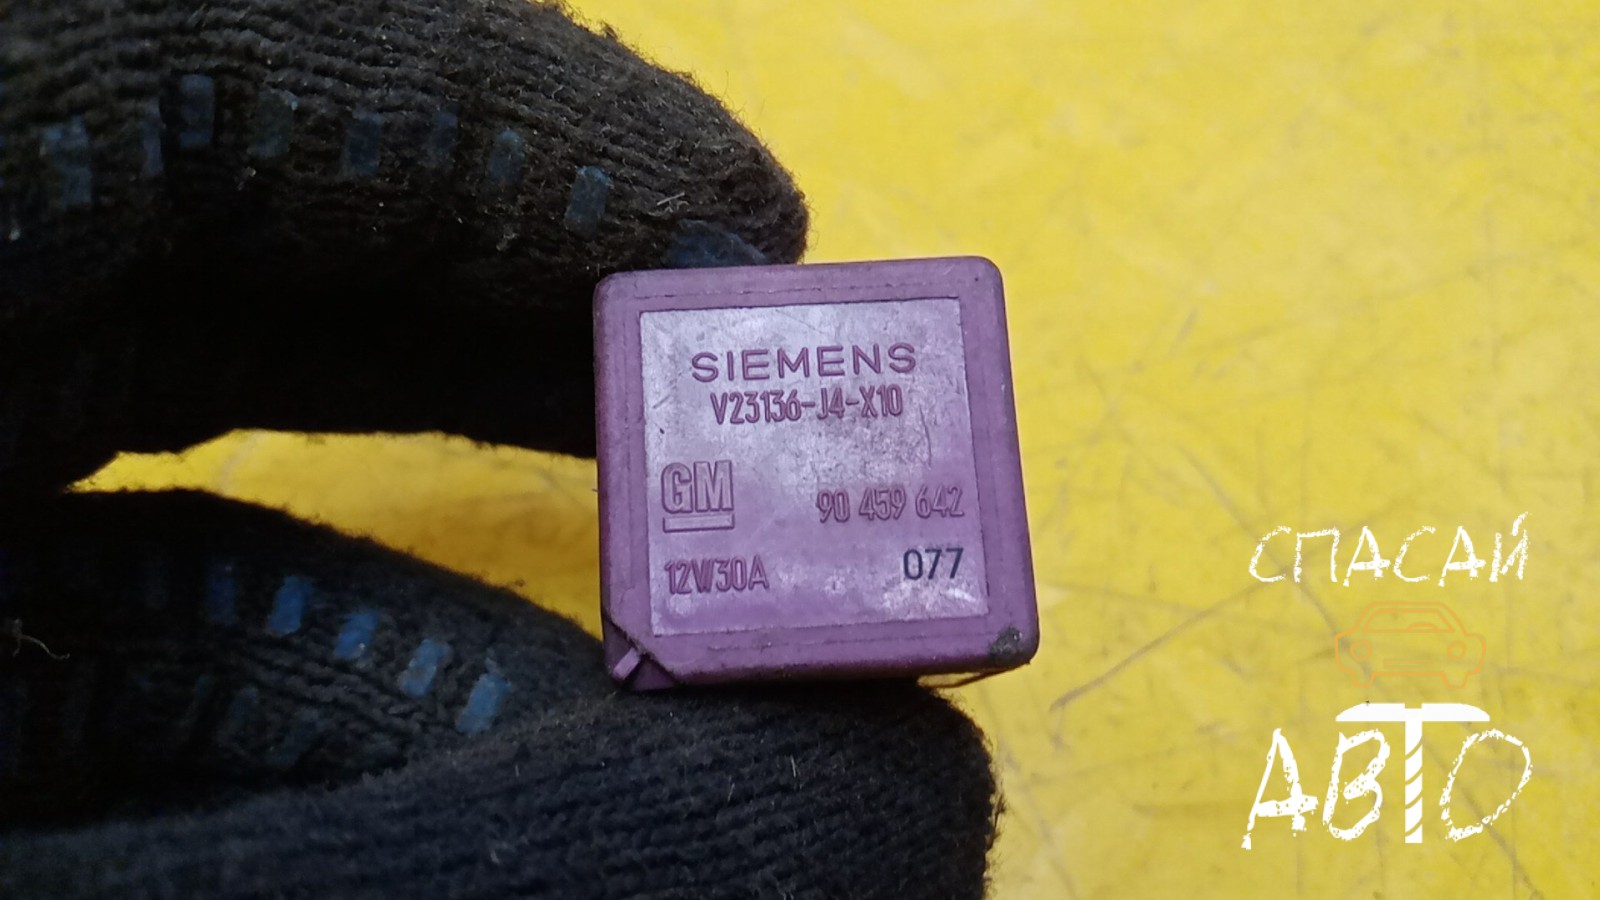 SIEMENS
V23136-J4-X10
GM 90 459 642
12V30A 077
СПАСАЙ
АВТО